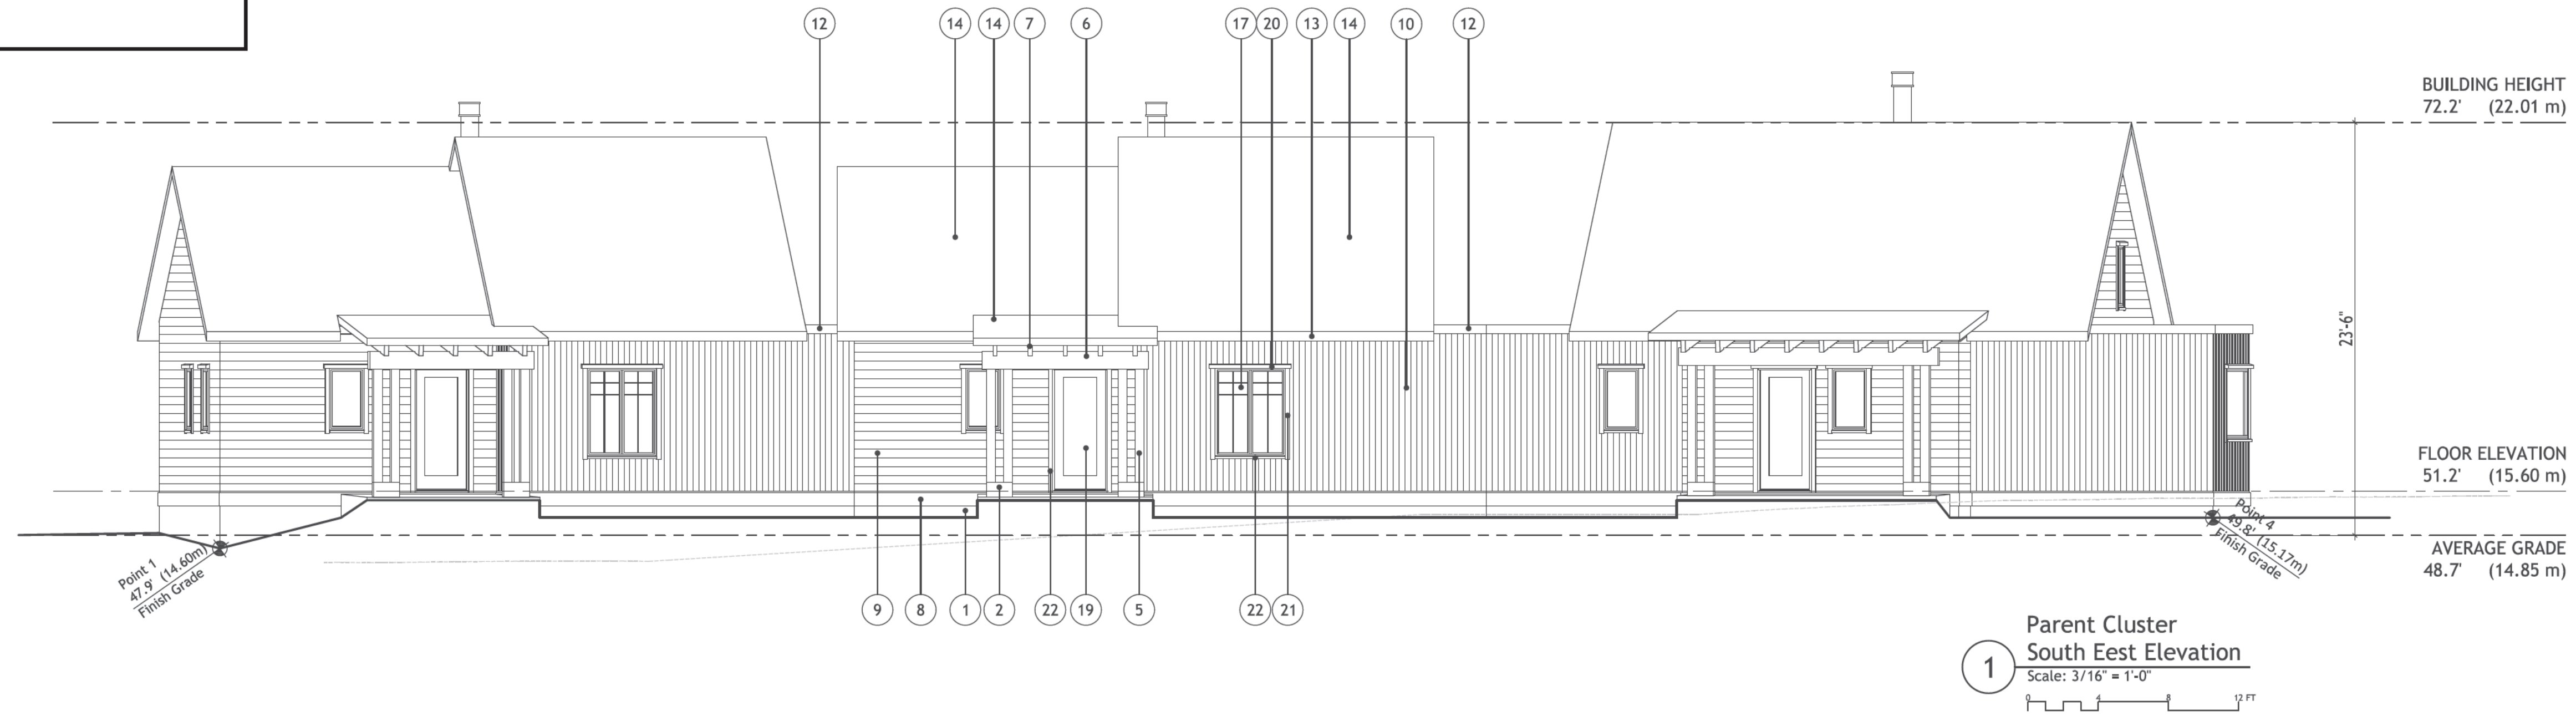 12 14 14 7 6 17 20 13 14 10 12
BUILDING HEIGHT
72.2' (22.01 m)
23'-6"
FLOOR ELEVATION
51.2' (15.60 m)
Point 1
47.9' (14.60m)
Finish Grade
Point 4
49.8' (15.17m)
Finish Grade
AVERAGE GRADE
48.7' (14.85 m)
9 8 1 2 22 19 5 22 21
1
Parent Cluster
South Eest Elevation
Scale: 3/16" = 1'-0"
0 4 8 12 FT